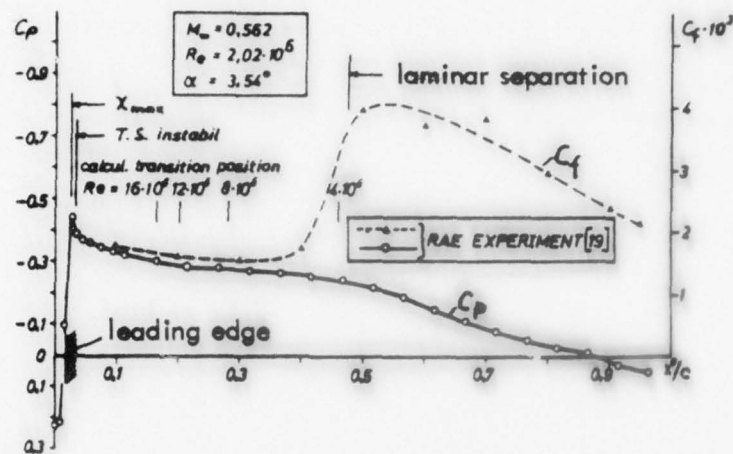 Cp
Cf·10³
M∞ = 0,562
Re = 2,02·10⁶
α = 3.54°
-0.9
-0.7
-0.5
-0.3
-0.1
0
0.1
0.3
χmax
T. S. instabil
calcul. transition position
Re = 16·10⁶ 12·10⁶ 8·10⁶
4·10⁶
laminar separation
Cf
RAE EXPERIMENT [19]
Cp
leading edge
4
3
2
1
0.1
0.3
0.5
0.7
0.9